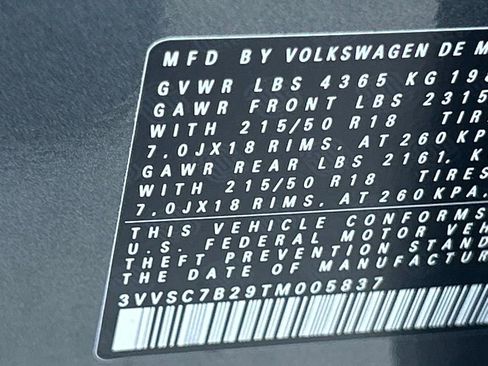 MFD BY VOLKSWAGEN DE M
GVWR LBS 4365 KG 198
GAWR FRONT LBS 2315
WITH 215/50 R18 TIR
7.0JX18 RIMS. AT 260 KP
GAWR REAR LBS 2161, K
WITH 215/50 R18 TIRES
7.0JX18 RIMS. AT 260 KPA.
THIS VEHICLE CONFORMS
U.S. FEDERAL MOTOR VEH
THEFT PREVENTION STAND
THE DATE OF MANUFACTUR
3VVSC7B29TM005837